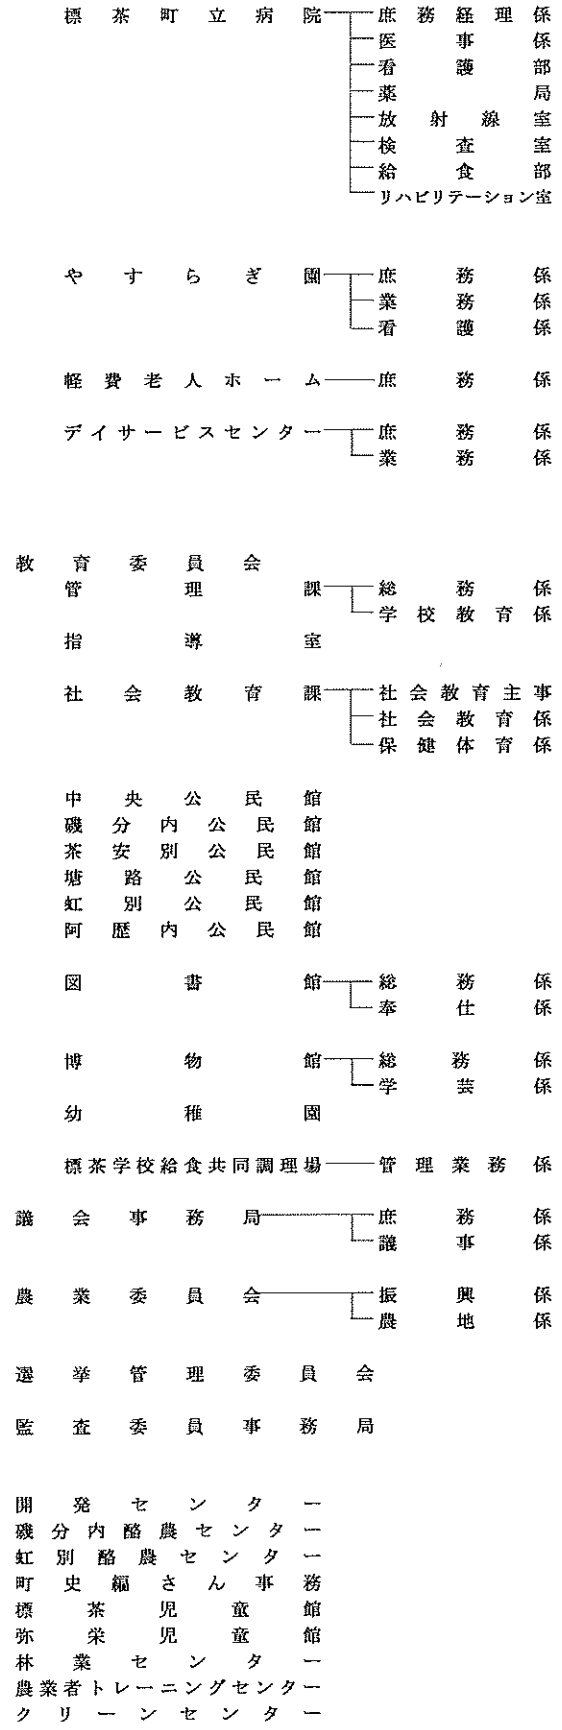 標茶町立病院 庶務経理係
医事係
看護部
薬局
放射線室
検査室
給食部
リハビリテーション室
やすらぎ園 庶務係
業務係
看護係
軽費老人ホーム 庶務係
デイサービスセンター 庶務係
業務係
教育委員会
管理課 総務係
学校教育係
指導室
社会教育課 社会教育主事
社会教育係
保健体育係
中央公民館
磯分内公民館
茶安別公民館
塘路公民館
虹別公民館
阿歴内公民館
図書館 総務係
奉仕係
博物館 総務係
学芸係
幼稚園
標茶学校給食共同調理場 管理業務係
議会事務局 庶務係
議事係
農業委員会 振興係
農地係
選挙管理委員会
監査委員事務局
開発センター
磯分内酪農センター
虹別酪農センター
町史編さん事務
標茶児童館
弥栄児童館
林業センター
農業者トレーニングセンター
クリーンセンター